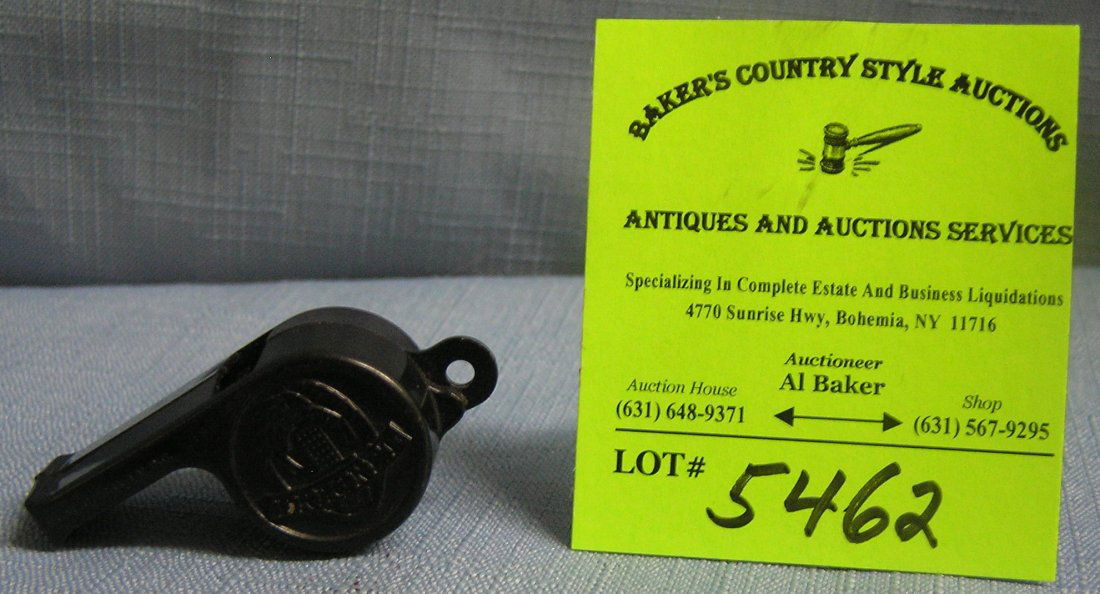 BAKER'S COUNTRY STYLE AUCTIONS
ANTIQUES AND AUCTIONS SERVICES
Specializing In Complete Estate And Business Liquidations
4770 Sunrise Hwy, Bohemia, NY 11716
Auctioneer
Al Baker
Auction House
(631) 648-9371
Shop
(631) 567-9295
LOT# 5462